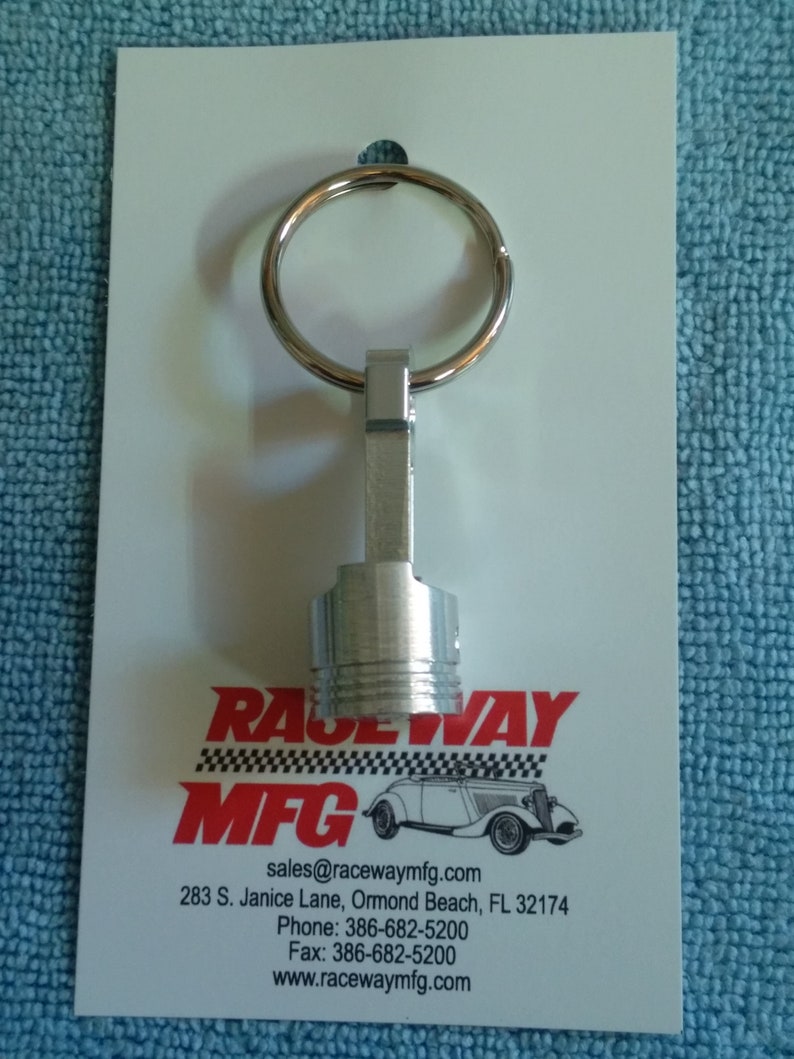 RACEWAY
MFG
sales@racewaymfg.com
283 S. Janice Lane, Ormond Beach, FL 32174
Phone: 386-682-5200
Fax: 386-682-5200
www.racewaymfg.com